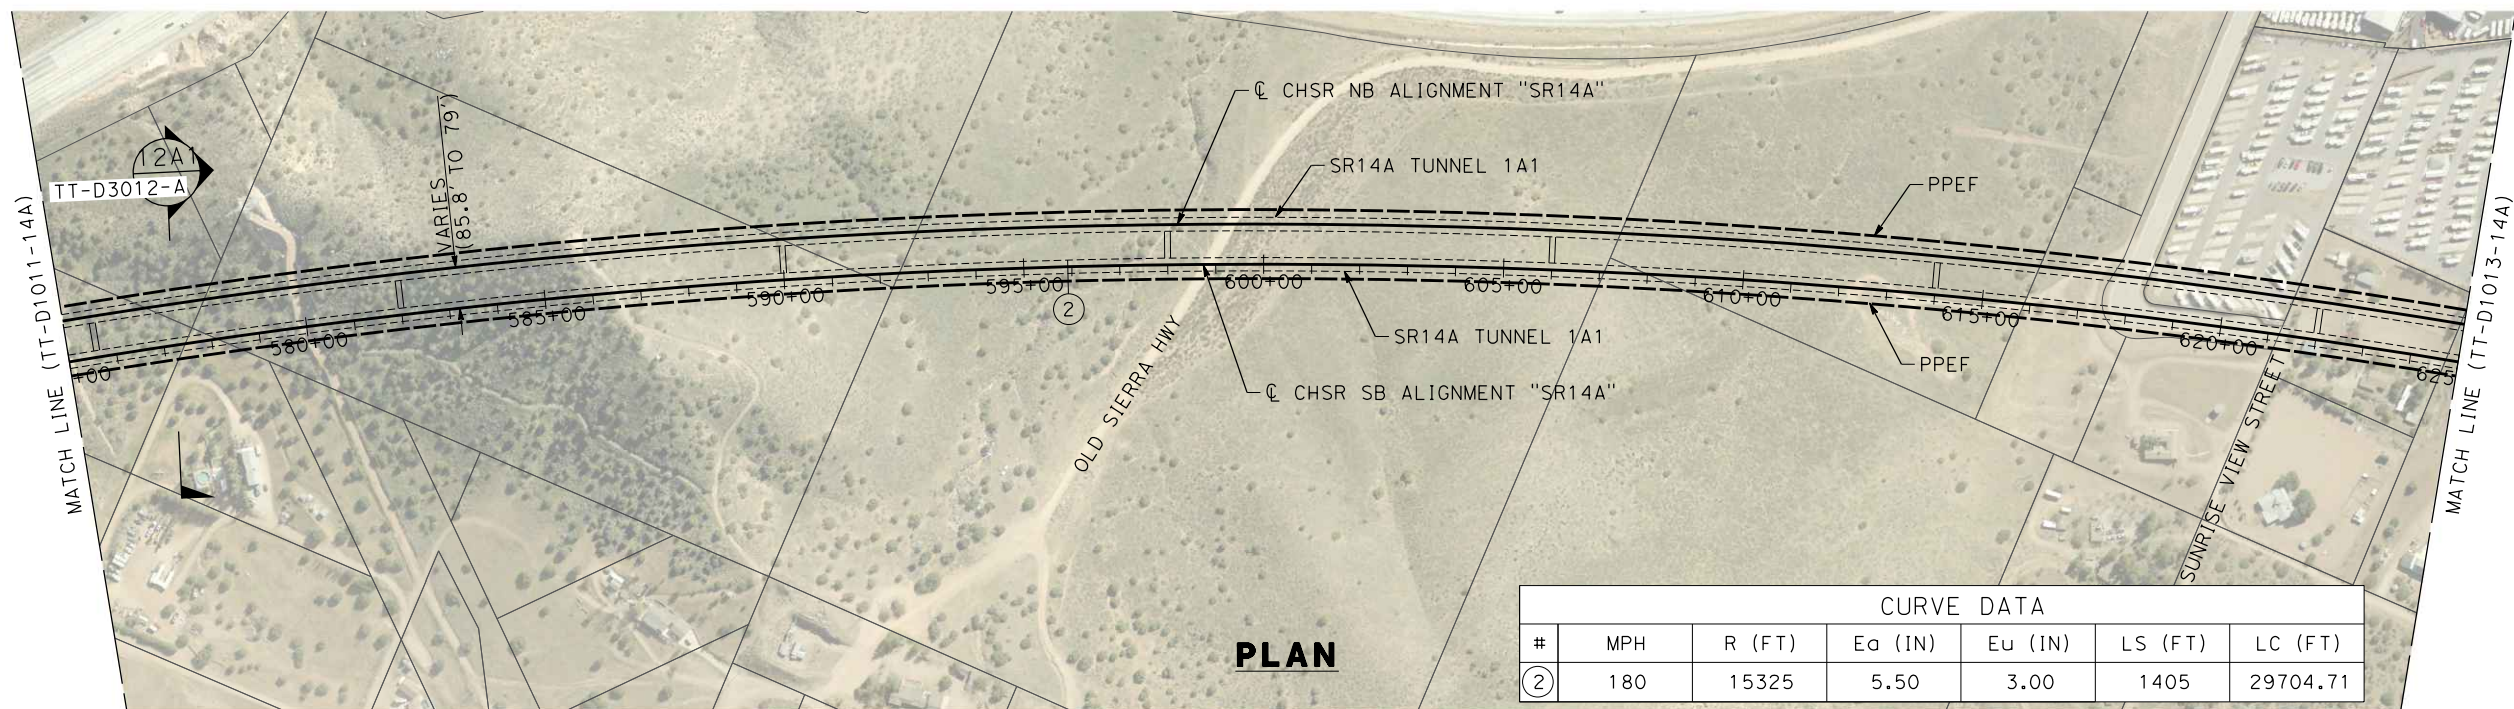 ℄ CHSR NB ALIGNMENT "SR14A"
SR14A TUNNEL 1A1
PPEF
12A1
TT-D3012-A
VARIES
(85.8' TO 79')
MATCH LINE (TT-D1011-14A)
MATCH LINE (TT-D1013-14A)
+00
580+00
585+00
590+00
595+00
600+00
605+00
610+00
615+00
620+00
625
2
SR14A TUNNEL 1A1
PPEF
℄ CHSR SB ALIGNMENT "SR14A"
OLD SIERRA HWY
SUNRISE VIEW STREET
PLAN
CURVE DATA
# MPH R (FT) Ea (IN) Eu (IN) LS (FT) LC (FT)
2 180 15325 5.50 3.00 1405 29704.71